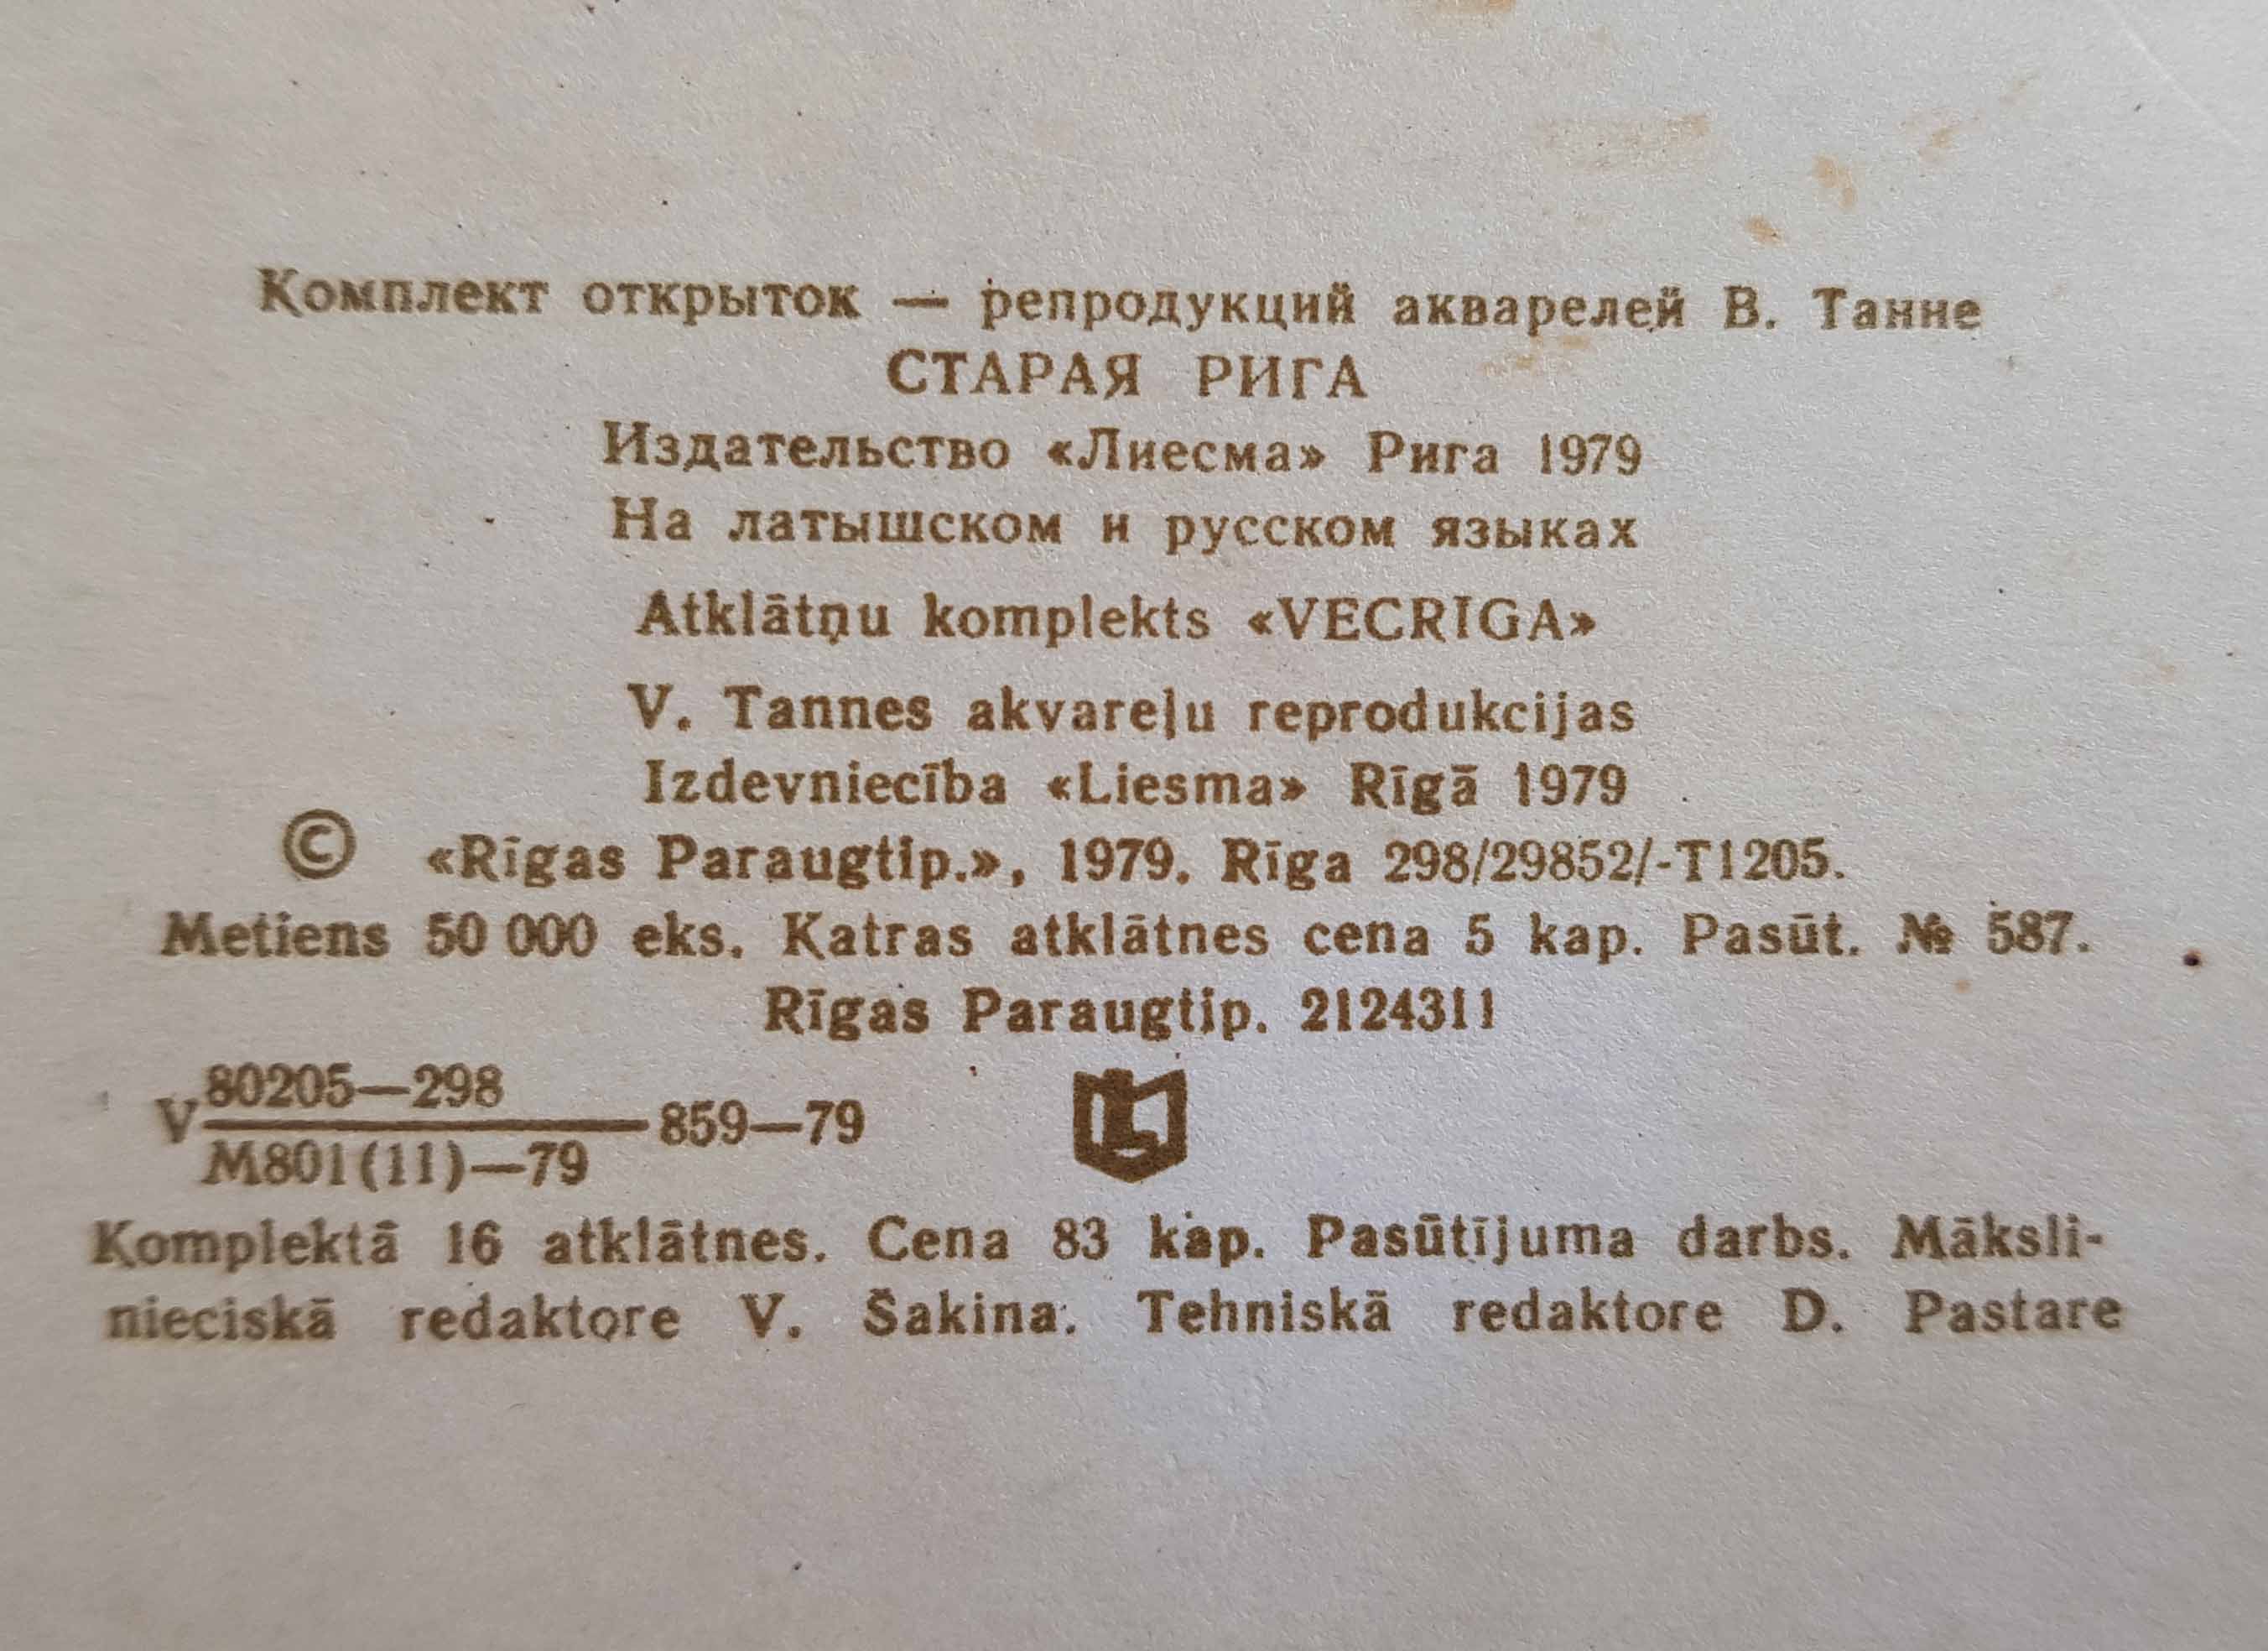 Комплект открыток — репродукций акварелей В. Танне
СТАРАЯ РИГА
Издательство «Лиесма» Рига 1979
На латышском и русском языках
Atklātņu komplekts «VECRĪGA»
V. Tannes akvareļu reprodukcijas
Izdevniecība «Liesma» Rīgā 1979
© «Rīgas Paraugtip.», 1979. Rīga 298/29852/-T1205.
Metiens 50 000 eks. Katras atklātnes cena 5 kap. Pasūt. № 587.
Rīgas Paraugtip. 2124311
80205—298
V 859—79
M801(11)—79
Komplektā 16 atklātnes. Cena 83 kap. Pasūtījuma darbs. Māksli-
nieciskā redaktore V. Šakina. Tehniskā redaktore D. Pastare